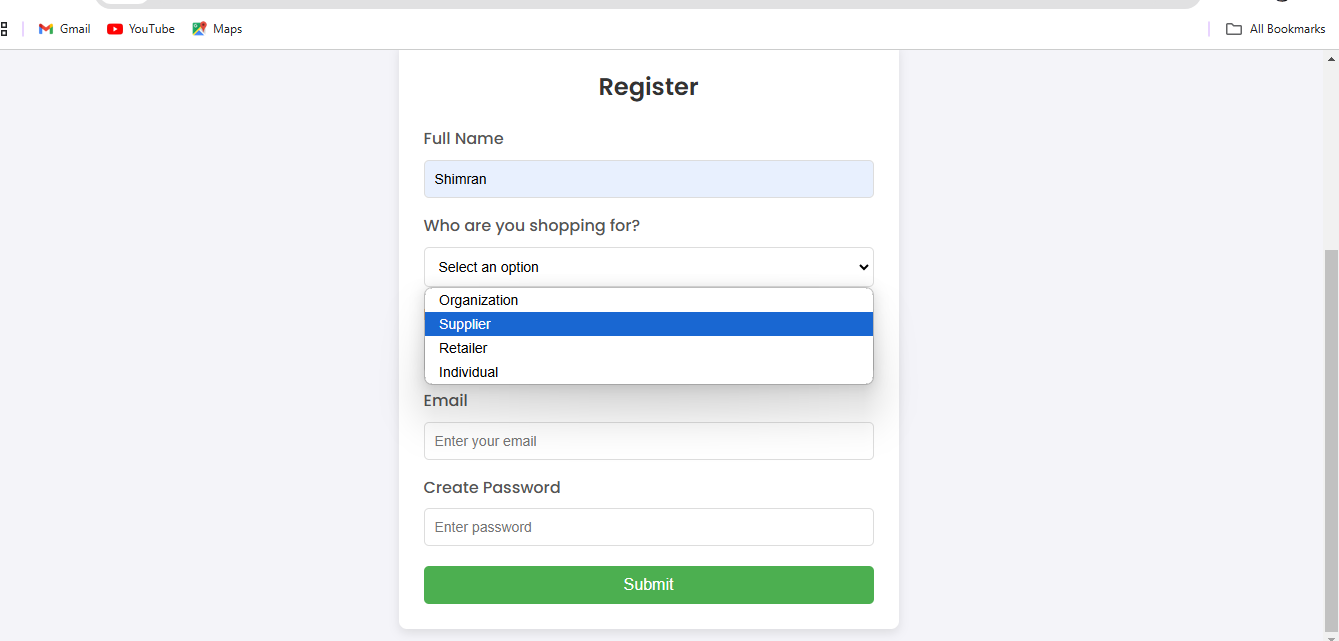 Gmail YouTube Maps All Bookmarks
Register
Full Name
Shimran
Who are you shopping for?
Select an option
Organization
Supplier
Retailer
Individual
Email
Enter your email
Create Password
Enter password
Submit